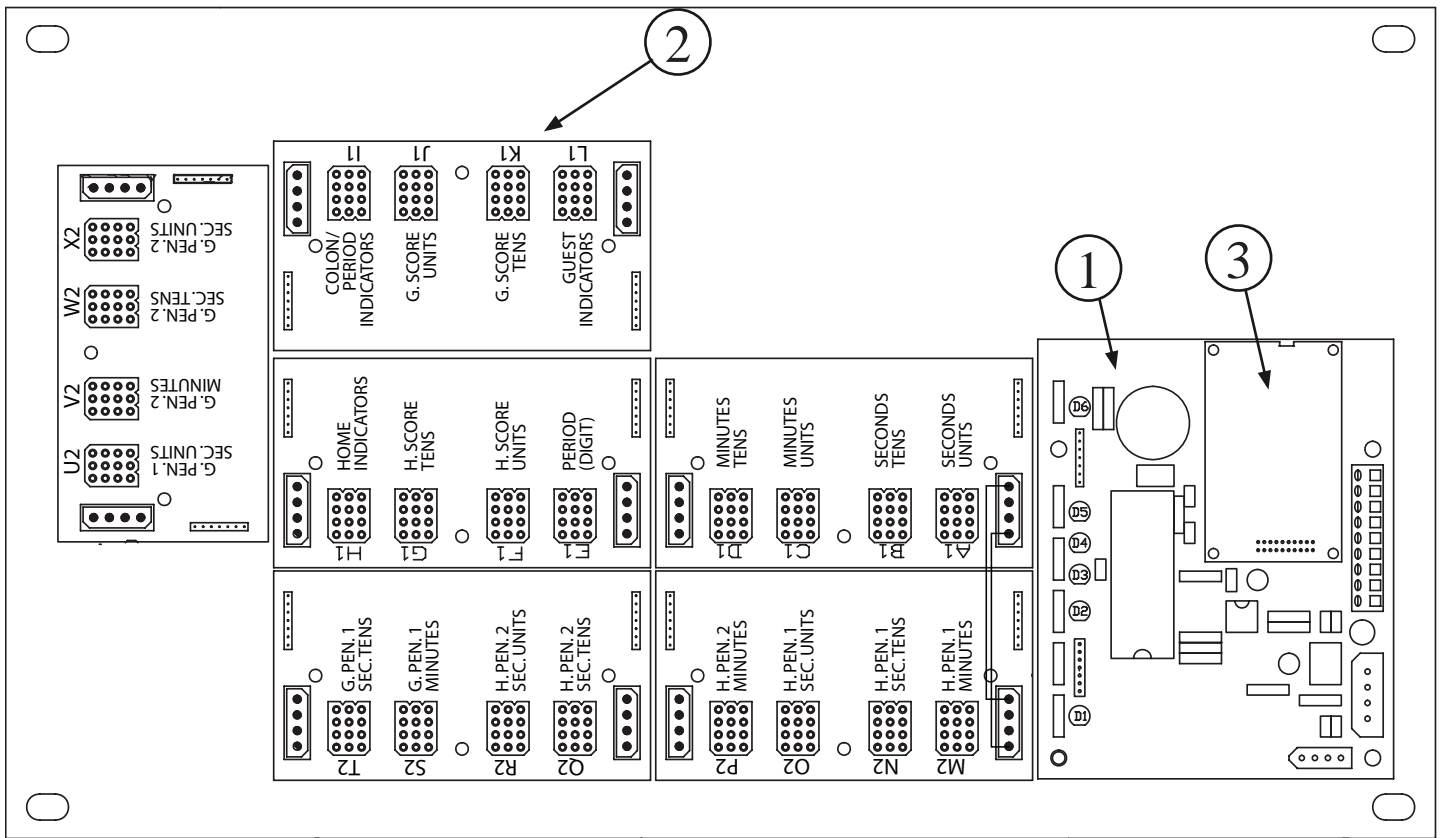 2
I1
J1
K1
L1
COLON/
PERIOD
INDICATORS
G. SCORE
UNITS
G. SCORE
TENS
GUEST
INDICATORS
X2
G. PEN. 2
SEC. UNITS
W2
G. PEN. 2
SEC. TENS
V2
G. PEN. 2
MINUTES
U2
G. PEN. 1
SEC. UNITS
1
3
HOME
INDICATORS
H. SCORE
TENS
H. SCORE
UNITS
PERIOD
(DIGIT)
H1
G1
F1
E1
MINUTES
TENS
MINUTES
UNITS
SECONDS
TENS
SECONDS
UNITS
D1
C1
B1
A1
G. PEN. 1
SEC. TENS
G. PEN. 1
MINUTES
H. PEN. 2
SEC. UNITS
H. PEN. 2
SEC. TENS
T2
S2
R2
Q2
H. PEN. 2
MINUTES
H. PEN. 1
SEC. UNITS
H. PEN. 1
SEC. TENS
H. PEN. 1
MINUTES
P2
O2
N2
M2
D6
D5
D4
D3
D2
D1